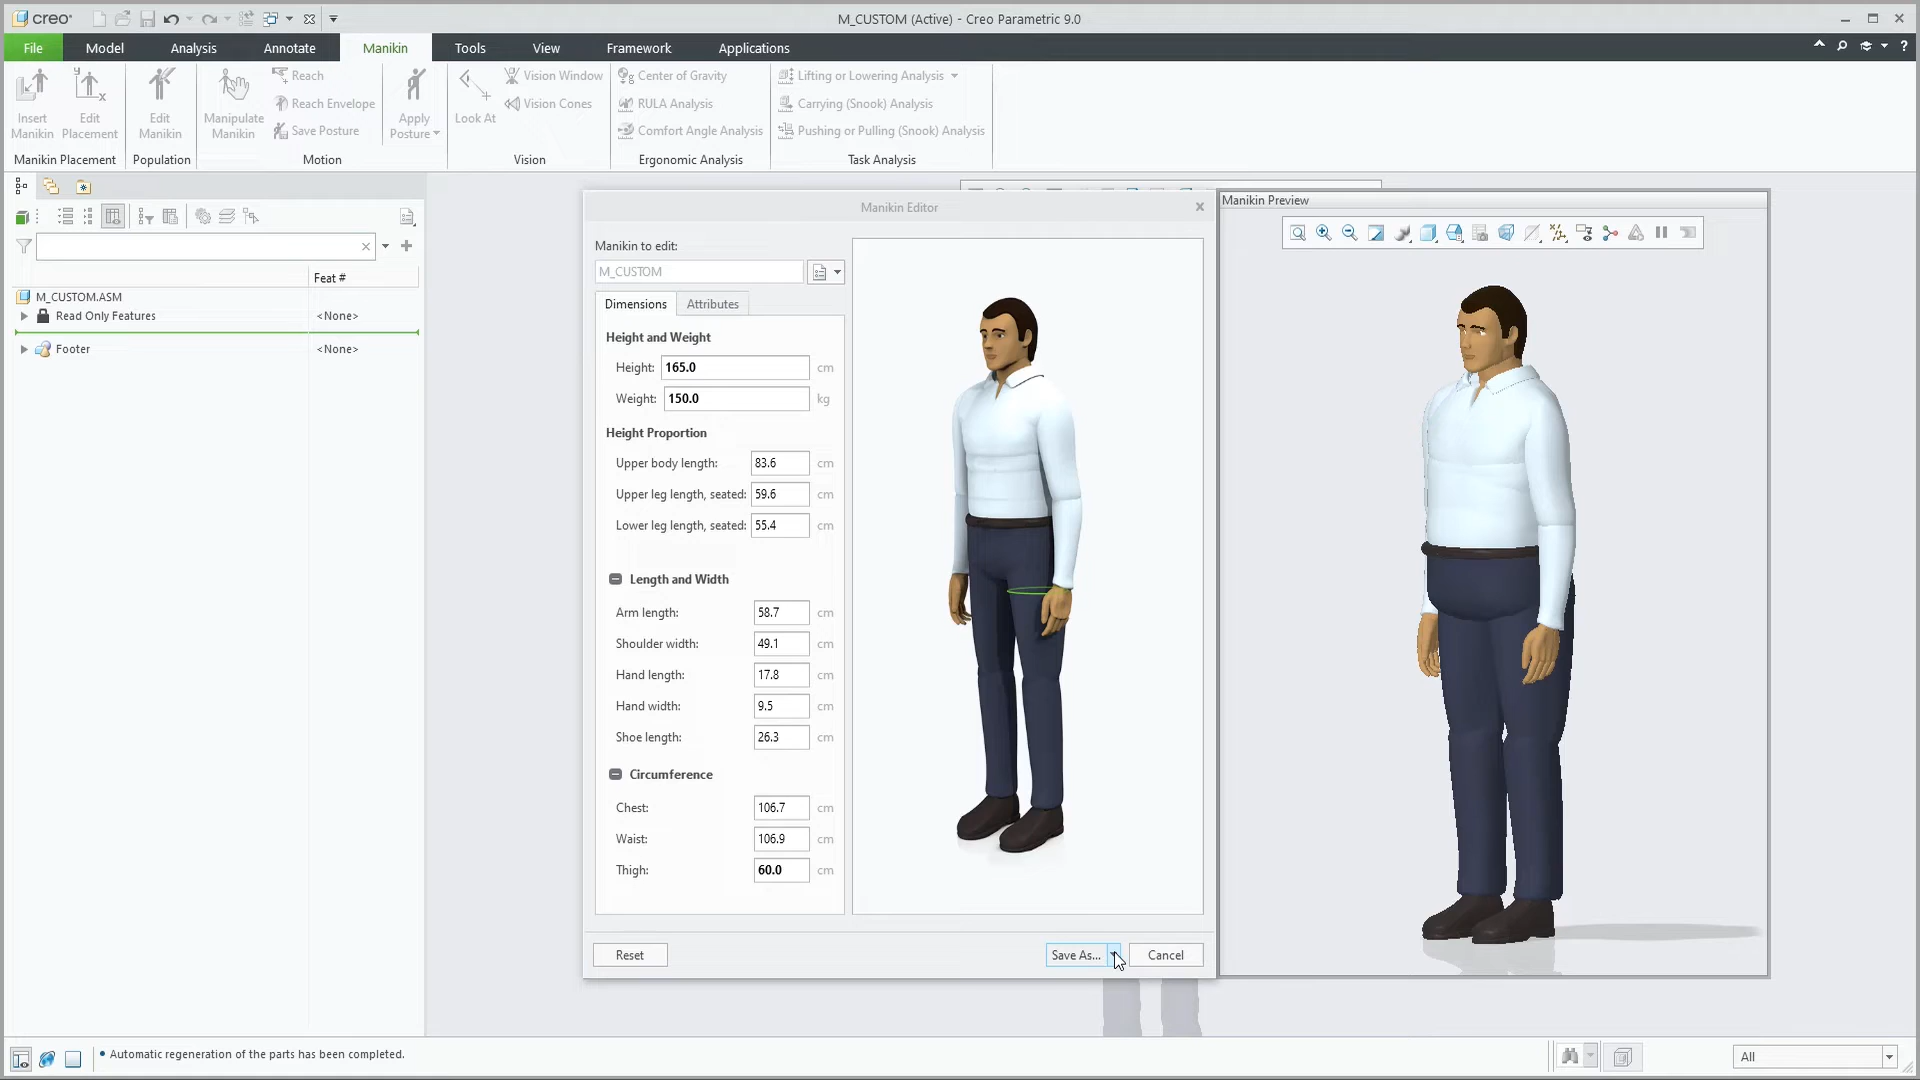 creo®
M_CUSTOM (Active) - Creo Parametric 9.0
File
Model
Analysis
Annotate
Manikin
Tools
View
Framework
Applications
?
Insert
Manikin
Edit
Placement
Manikin Placement
Edit
Manikin
Population
Manipulate
Manikin
Reach
Reach Envelope
Save Posture
Apply
Posture
Motion
Look At
Vision Window
Vision Cones
Vision
Center of Gravity
RULA Analysis
Comfort Angle Analysis
Ergonomic Analysis
Lifting or Lowering Analysis
Carrying (Snook) Analysis
Pushing or Pulling (Snook) Analysis
Task Analysis
Feat #
M_CUSTOM.ASM
Read Only Features <None>
Footer <None>
Manikin Editor
Manikin to edit:
M_CUSTOM
Dimensions
Attributes
Height and Weight
Height: 165.0 cm
Weight: 150.0 kg
Height Proportion
Upper body length: 83.6 cm
Upper leg length, seated: 59.6 cm
Lower leg length, seated: 55.4 cm
Length and Width
Arm length: 58.7 cm
Shoulder width: 49.1 cm
Hand length: 17.8 cm
Hand width: 9.5 cm
Shoe length: 26.3 cm
Circumference
Chest: 106.7 cm
Waist: 106.9 cm
Thigh: 60.0 cm
Reset
Save As...
Cancel
Manikin Preview
• Automatic regeneration of the parts has been completed.
All